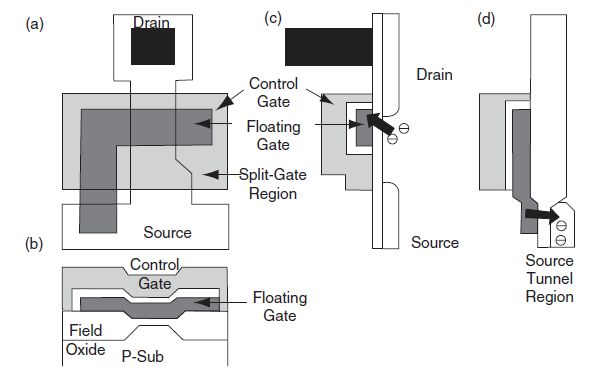 (a)
Drain
Control
Gate
Floating
Gate
Split-Gate
Region
Source
(b)
Control
Gate
Floating
Gate
Field
Oxide
P-Sub
(c)
Drain
⊖
⊖
Source
(d)
⊖
⊖
Source
Tunnel
Region